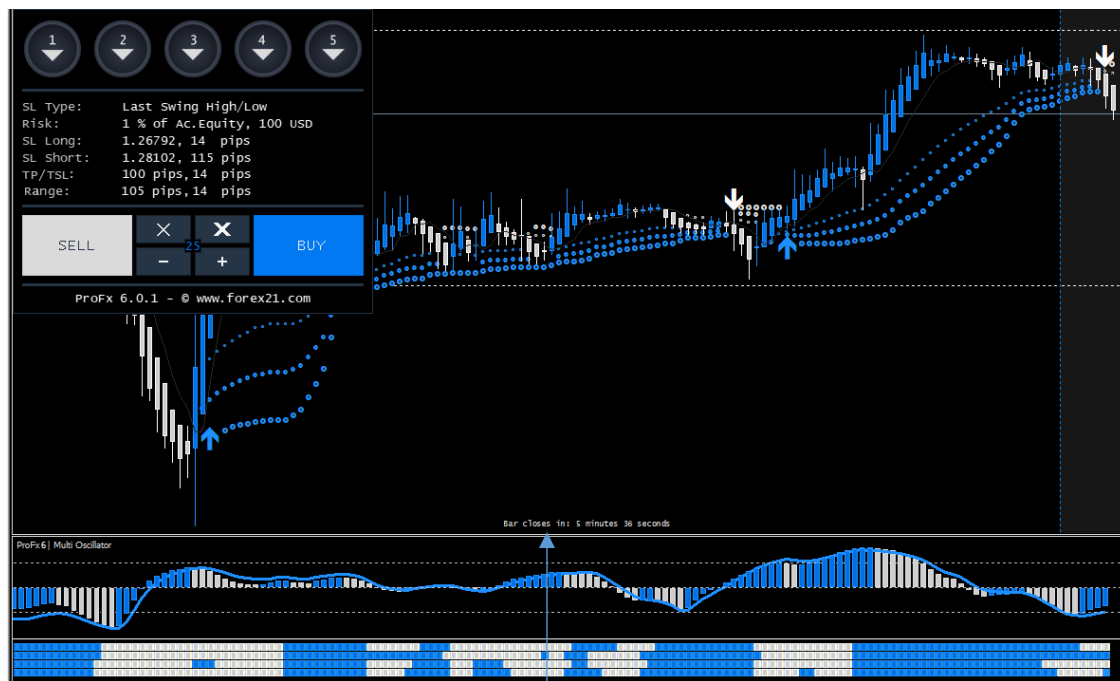 1 2 3 4 5
SL Type: Last Swing High/Low
Risk: 1 % of Ac.Equity, 100 USD
SL Long: 1.26792, 14 pips
SL Short: 1.28102, 115 pips
TP/TSL: 100 pips,14 pips
Range: 105 pips,14 pips
SELL 25 BUY
− +
ProFx 6.0.1 - © www.forex21.com
Bar closes in: 5 minutes 36 seconds
ProFx6 | Multi Oscillator